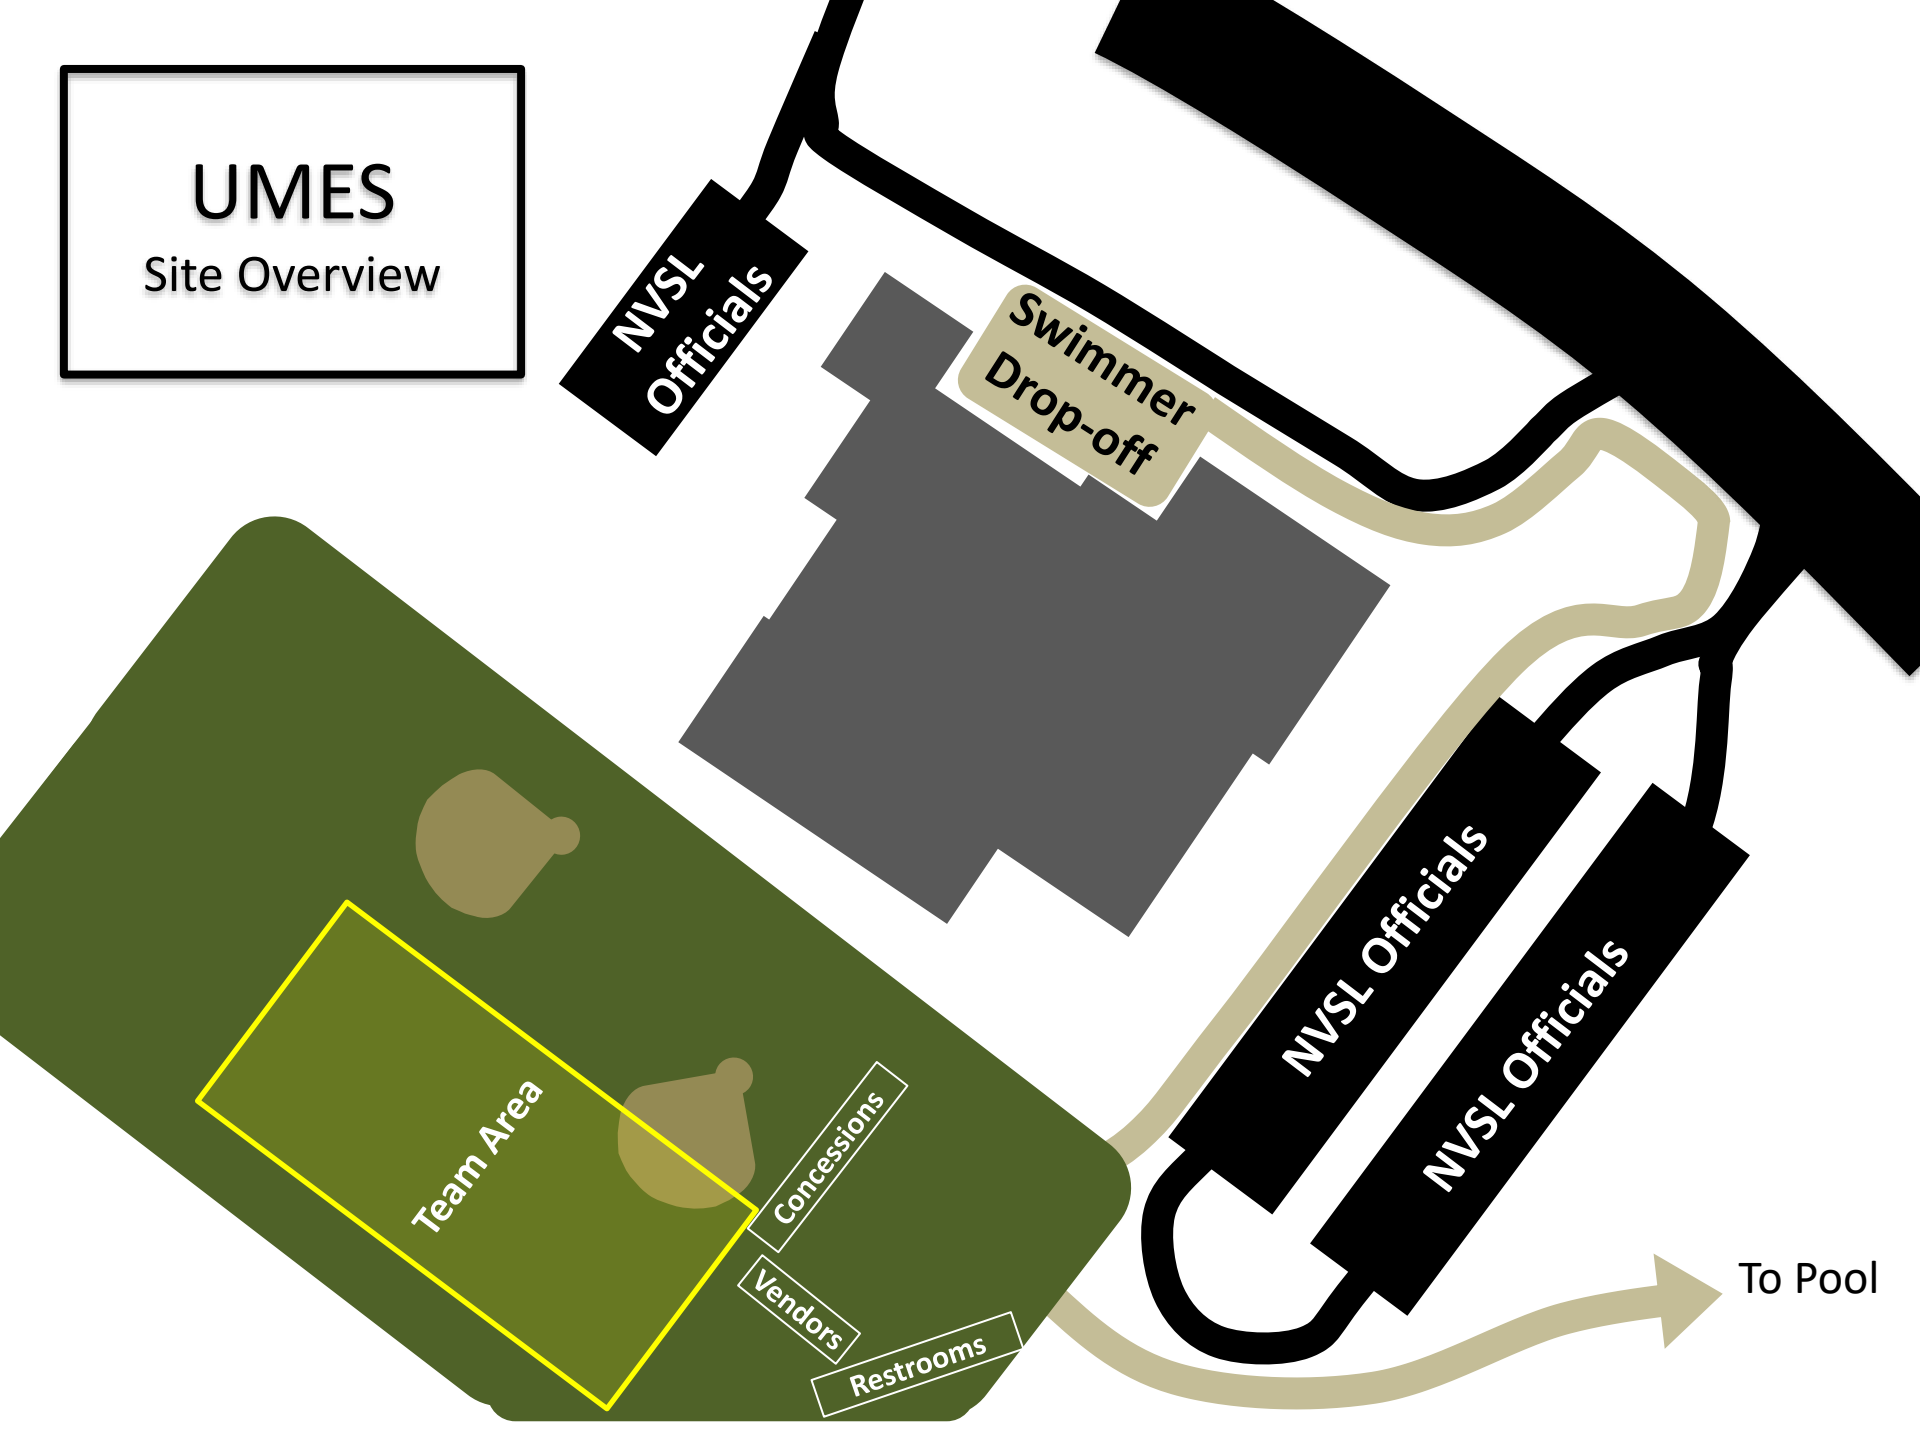 UMES
Site Overview
NVSL
Officials
Swimmer
Drop-off
NVSL Officials
NVSL Officials
Team Area
Concessions
Vendors
Restrooms
To Pool